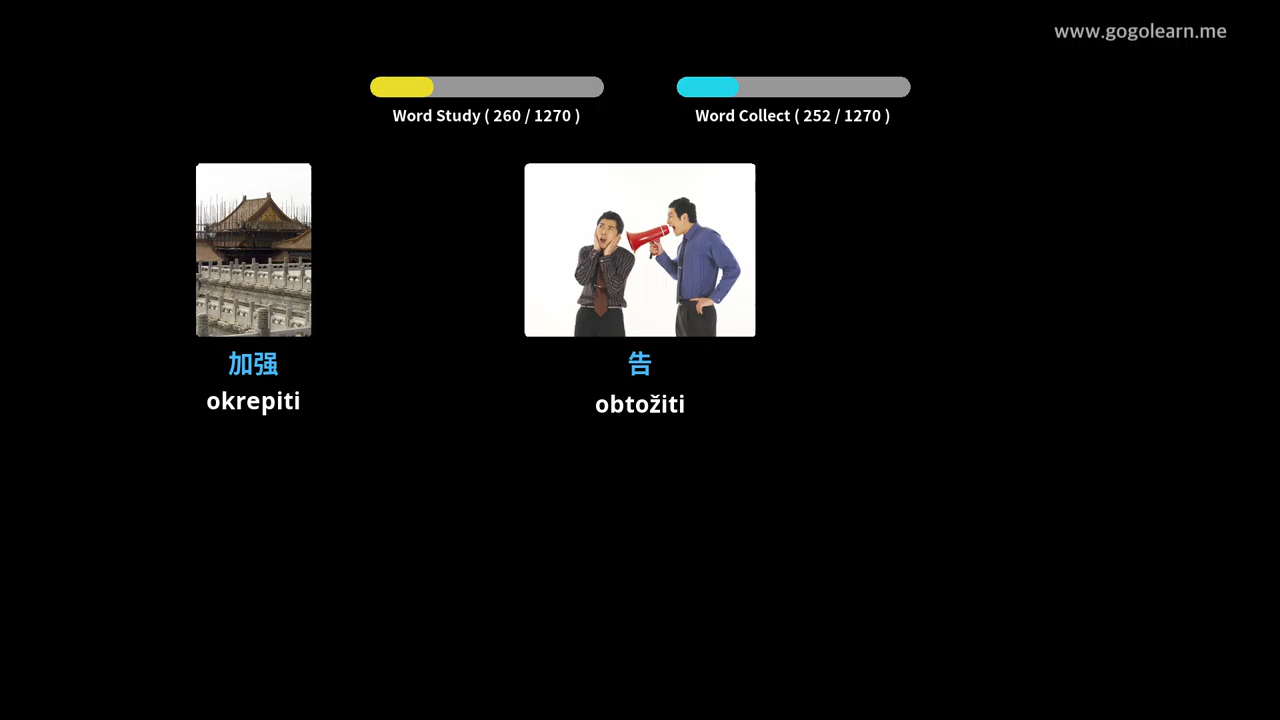 www.gogolearn.me
Word Study ( 260 / 1270 )
Word Collect ( 252 / 1270 )
加强
okrepiti
告
obtožiti